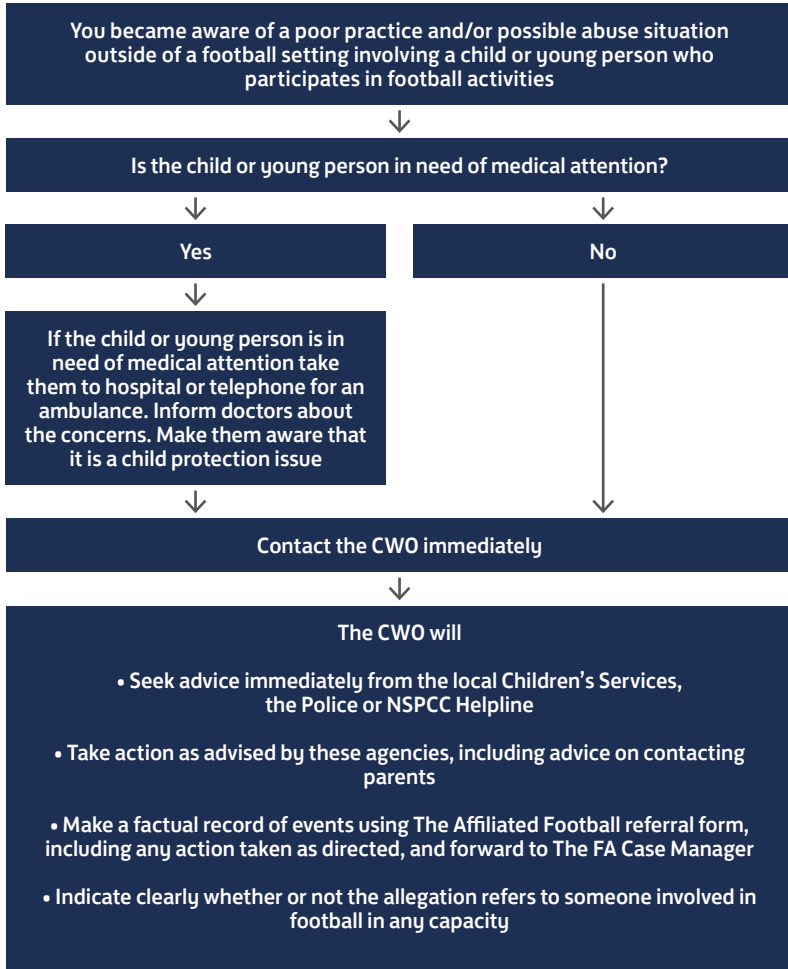 You became aware of a poor practice and/or possible abuse situation
outside of a football setting involving a child or young person who
participates in football activities
Is the child or young person in need of medical attention?
Yes
No
If the child or young person is in
need of medical attention take
them to hospital or telephone for an
ambulance. Inform doctors about
the concerns. Make them aware that
it is a child protection issue
Contact the CWO immediately
The CWO will
• Seek advice immediately from the local Children’s Services,
the Police or NSPCC Helpline
• Take action as advised by these agencies, including advice on contacting
parents
• Make a factual record of events using The Affiliated Football referral form,
including any action taken as directed, and forward to The FA Case Manager
• Indicate clearly whether or not the allegation refers to someone involved in
football in any capacity